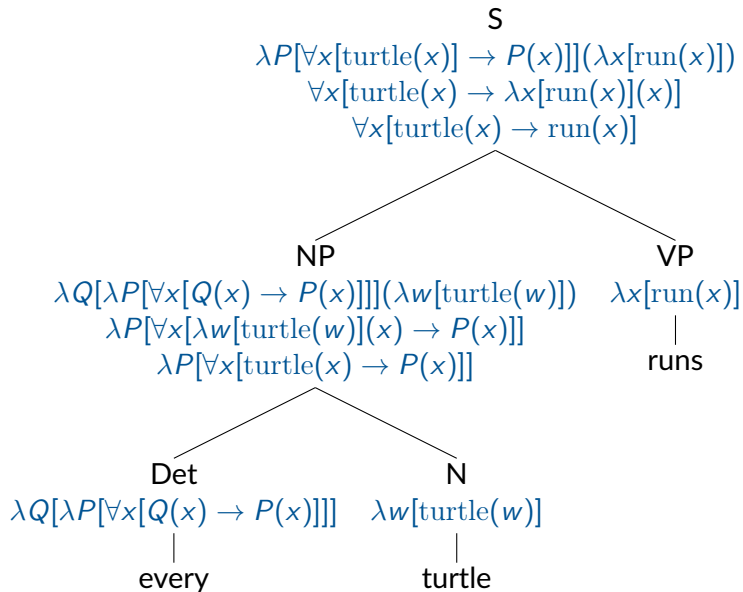 S
λP[∀x[turtle(x)] → P(x)]](λx[run(x)])
∀x[turtle(x) → λx[run(x)](x)]
∀x[turtle(x) → run(x)]
NP VP
λQ[λP[∀x[Q(x) → P(x)]]](λw[turtle(w)]) λx[run(x)]
λP[∀x[λw[turtle(w)](x) → P(x)]]
λP[∀x[turtle(x) → P(x)]] runs
Det N
λQ[λP[∀x[Q(x) → P(x)]]] λw[turtle(w)]
every turtle